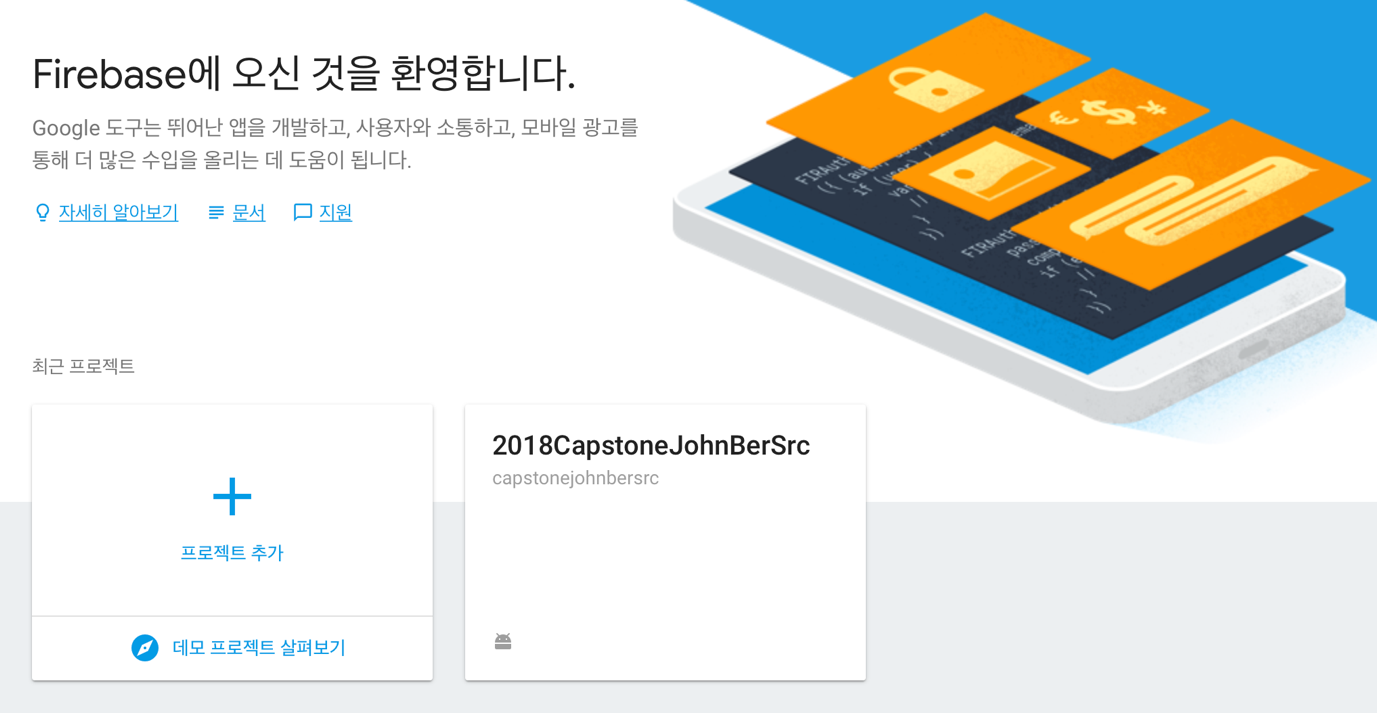 Firebase에 오신 것을 환영합니다.
Google 도구는 뛰어난 앱을 개발하고, 사용자와 소통하고, 모바일 광고를
통해 더 많은 수입을 올리는 데 도움이 됩니다.
자세히 알아보기 문서 지원
최근 프로젝트
프로젝트 추가
데모 프로젝트 살펴보기
2018CapstoneJohnBerSrc
capstonejohnbersrc